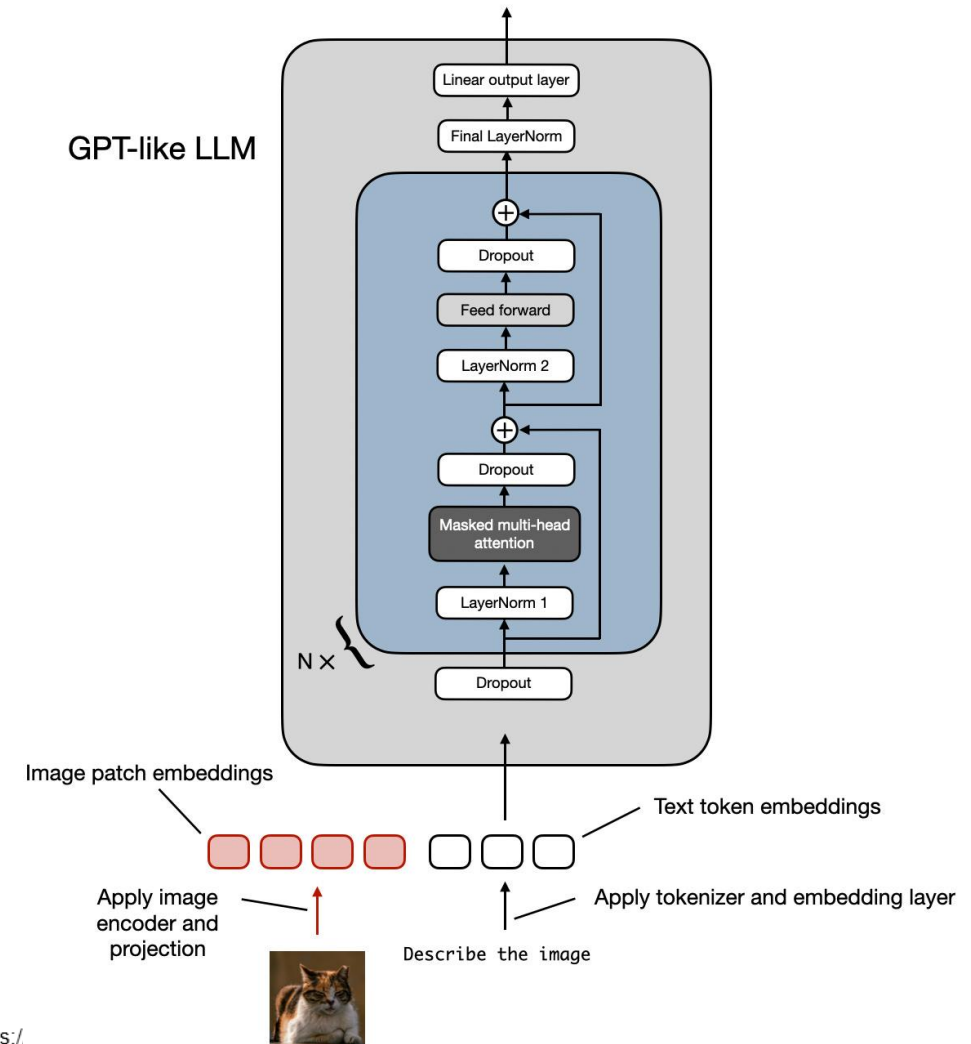 Linear output layer
GPT-like LLM
Final LayerNorm
Dropout
Feed forward
LayerNorm 2
Dropout
Masked multi-head
attention
LayerNorm 1
N ×
Dropout
Image patch embeddings
Text token embeddings
Apply image
encoder and
projection
Apply tokenizer and embedding layer
Describe the image
s:/